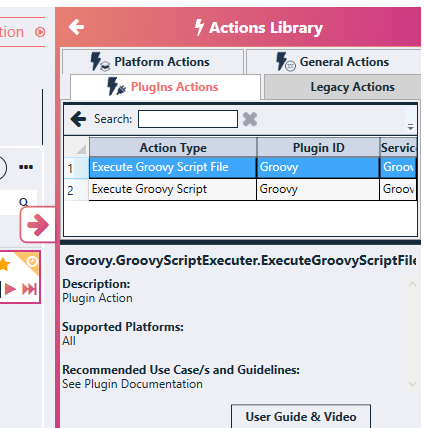 tion
Actions Library
Platform Actions
General Actions
PlugIns Actions
Legacy Actions
Search:
Action Type Plugin ID Servic
1 Execute Groovy Script File Groovy Groov
2 Execute Groovy Script Groovy Groov
Groovy.GroovyScriptExecuter.ExecuteGroovyScriptFile
Description:
Plugin Action
Supported Platforms:
All
Recommended Use Case/s and Guidelines:
See Plugin Documentation
User Guide & Video